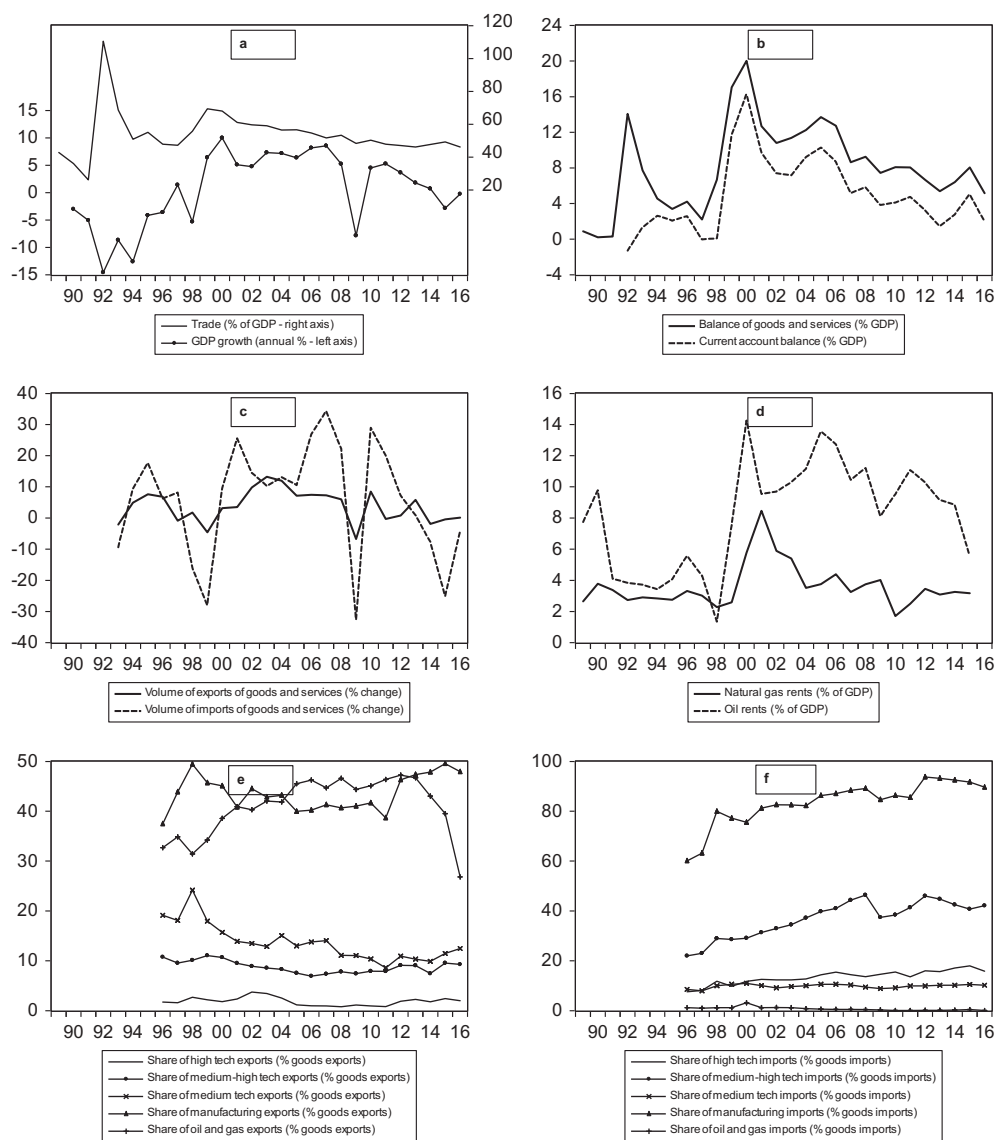 a
120
100
80
60
40
20
15
10
5
0
-5
-10
-15
90 92 94 96 98 00 02 04 06 08 10 12 14 16
Trade (% of GDP - right axis)
GDP growth (annual % - left axis)
b
24
20
16
12
8
4
0
-4
90 92 94 96 98 00 02 04 06 08 10 12 14 16
Balance of goods and services (% GDP)
Current account balance (% GDP)
c
40
30
20
10
0
-10
-20
-30
-40
90 92 94 96 98 00 02 04 06 08 10 12 14 16
Volume of exports of goods and services (% change)
Volume of imports of goods and services (% change)
d
16
14
12
10
8
6
4
2
0
90 92 94 96 98 00 02 04 06 08 10 12 14 16
Natural gas rents (% of GDP)
Oil rents (% of GDP)
e
50
40
30
20
10
0
90 92 94 96 98 00 02 04 06 08 10 12 14 16
Share of high tech exports (% goods exports)
Share of medium-high tech exports (% goods exports)
Share of medium tech exports (% goods exports)
Share of manufacturing exports (% goods exports)
Share of oil and gas exports (% goods exports)
f
100
80
60
40
20
0
90 92 94 96 98 00 02 04 06 08 10 12 14 16
Share of high tech imports (% goods imports)
Share of medium-high tech imports (% goods imports)
Share of medium tech imports (% goods imports)
Share of manufacturing imports (% goods imports)
Share of oil and gas imports (% goods imports)